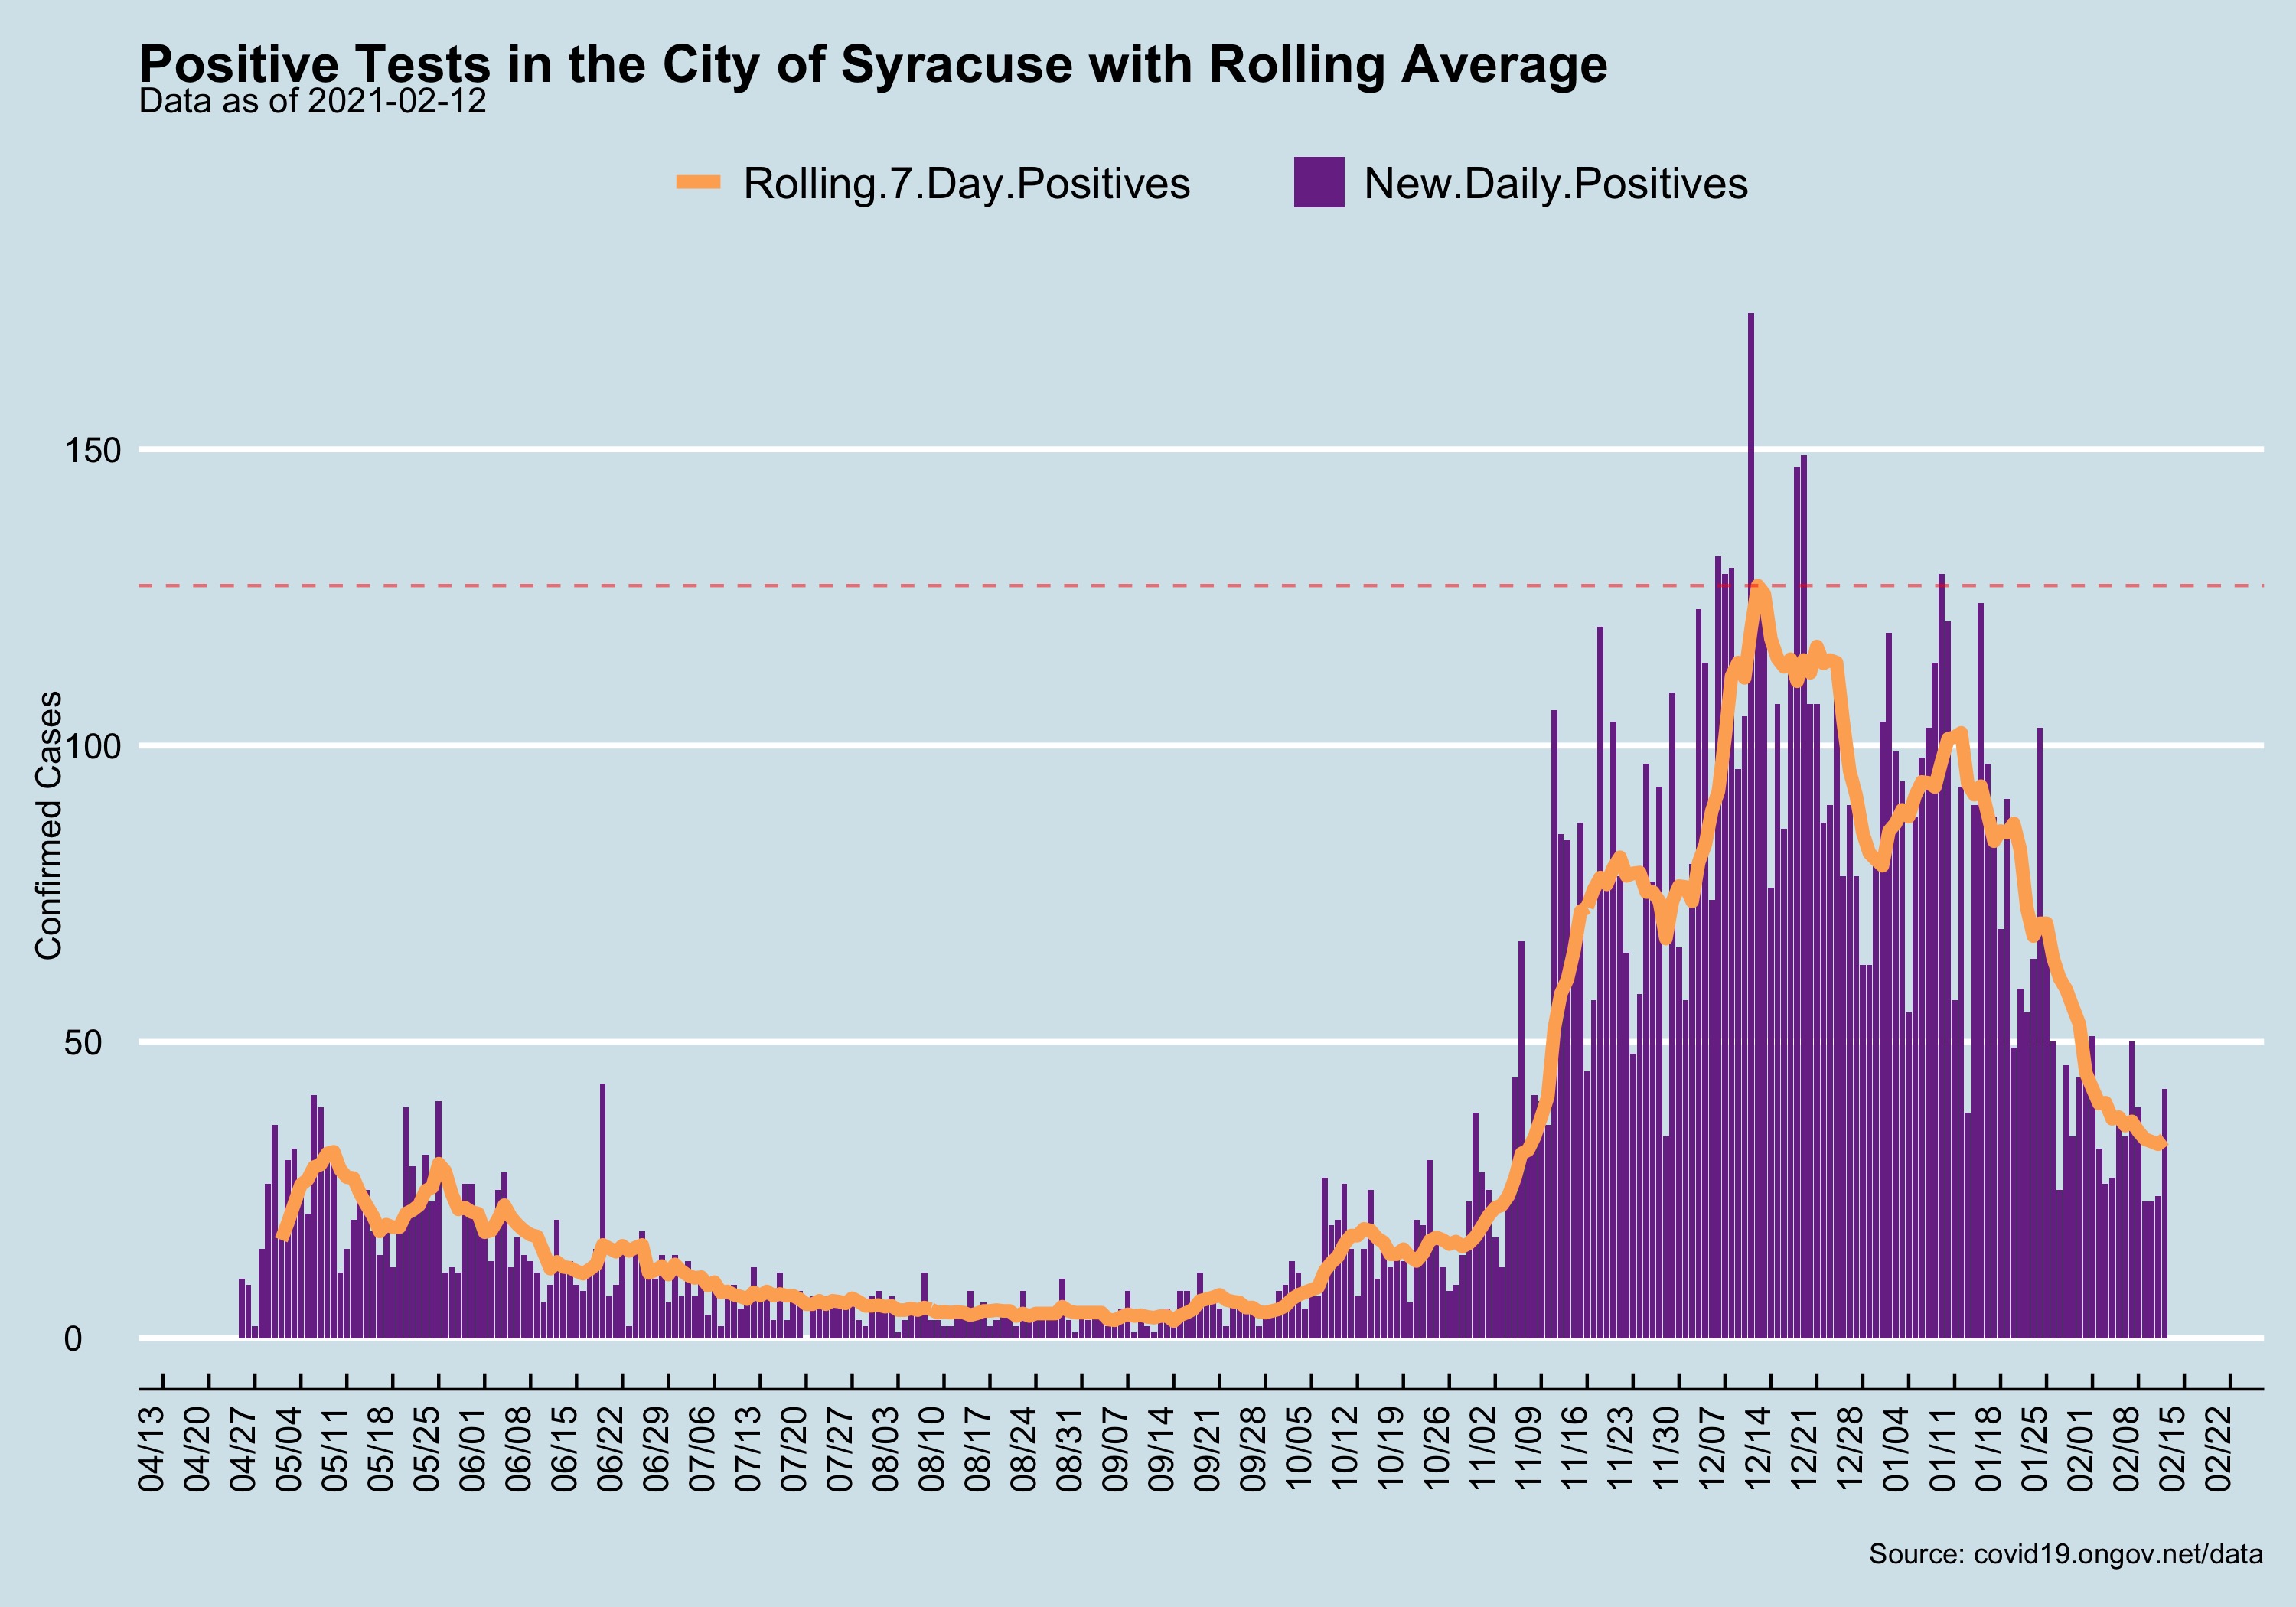 Positive Tests in the City of Syracuse with Rolling Average
Data as of 2021-02-12
Rolling.7.Day.Positives New.Daily.Positives
Confirmed Cases
150
100
50
0
04/13 04/20 04/27 05/04 05/11 05/18 05/25 06/01 06/08 06/15 06/22 06/29 07/06 07/13 07/20 07/27 08/03 08/10 08/17 08/24 08/31 09/07 09/14 09/21 09/28 10/05 10/12 10/19 10/26 11/02 11/09 11/16 11/23 11/30 12/07 12/14 12/21 12/28 01/04 01/11 01/18 01/25 02/01 02/08 02/15 02/22
Source: covid19.ongov.net/data